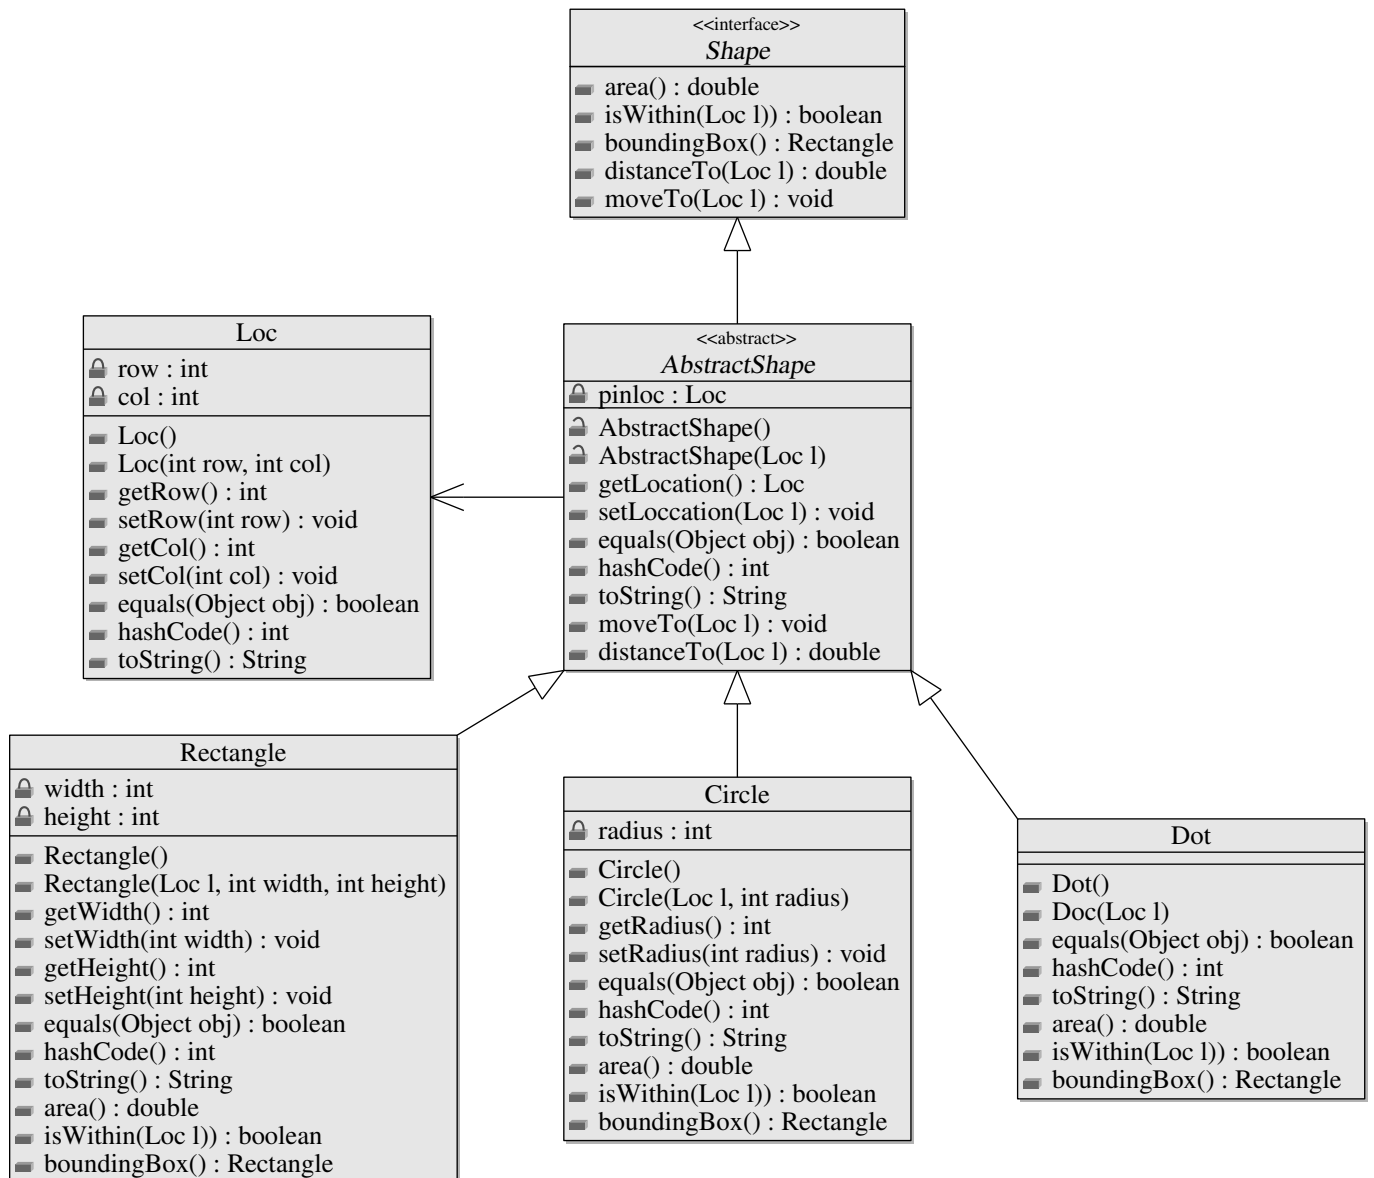 <<interface>>
Shape
area() : double
isWithin(Loc l)) : boolean
boundingBox() : Rectangle
distanceTo(Loc l) : double
moveTo(Loc l) : void
Loc
row : int
col : int
Loc()
Loc(int row, int col)
getRow() : int
setRow(int row) : void
getCol() : int
setCol(int col) : void
equals(Object obj) : boolean
hashCode() : int
toString() : String
<<abstract>>
AbstractShape
pinloc : Loc
AbstractShape()
AbstractShape(Loc l)
getLocation() : Loc
setLoccation(Loc l) : void
equals(Object obj) : boolean
hashCode() : int
toString() : String
moveTo(Loc l) : void
distanceTo(Loc l) : double
Rectangle
width : int
height : int
Rectangle()
Rectangle(Loc l, int width, int height)
getWidth() : int
setWidth(int width) : void
getHeight() : int
setHeight(int height) : void
equals(Object obj) : boolean
hashCode() : int
toString() : String
area() : double
isWithin(Loc l)) : boolean
boundingBox() : Rectangle
Circle
radius : int
Circle()
Circle(Loc l, int radius)
getRadius() : int
setRadius(int radius) : void
equals(Object obj) : boolean
hashCode() : int
toString() : String
area() : double
isWithin(Loc l)) : boolean
boundingBox() : Rectangle
Dot
Dot()
Doc(Loc l)
equals(Object obj) : boolean
hashCode() : int
toString() : String
area() : double
isWithin(Loc l)) : boolean
boundingBox() : Rectangle